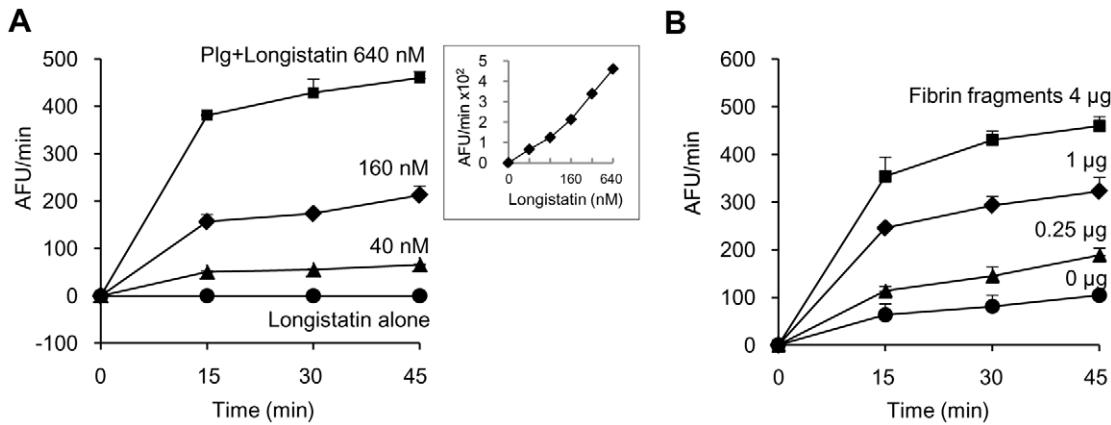 A
500
400
300
200
100
0
-100
AFU/min
0 15 30 45
Time (min)
Plg+Longistatin 640 nM
160 nM
40 nM
Longistatin alone
5
4
3
2
1
0
AFU/min x10²
0 160 640
Longistatin (nM)
B
600
500
400
300
200
100
0
AFU/min
0 15 30 45
Time (min)
Fibrin fragments 4 µg
1 µg
0.25 µg
0 µg